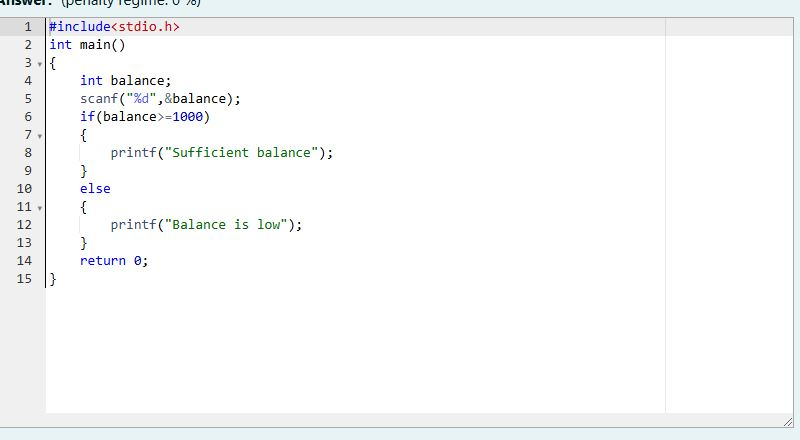 Answer: (penalty regime: 0 %)
1 #include<stdio.h>
2 int main()
3 {
4     int balance;
5     scanf("%d",&balance);
6     if(balance>=1000)
7     {
8         printf("Sufficient balance");
9     }
10     else
11     {
12         printf("Balance is low");
13     }
14     return 0;
15 }